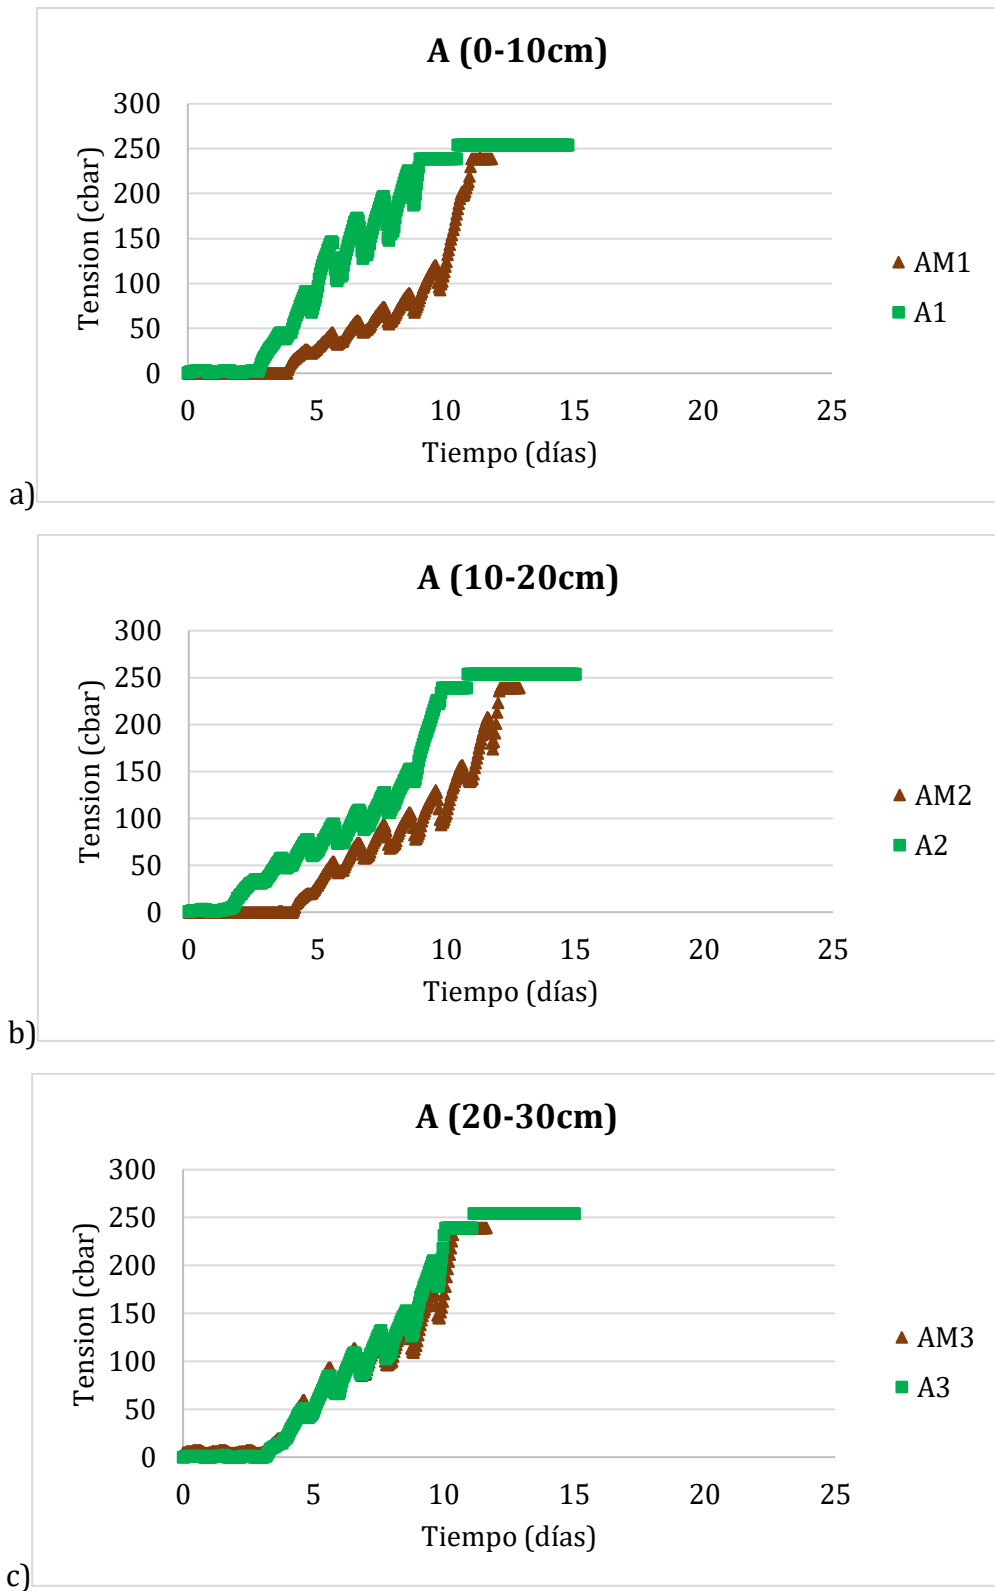 A (0-10cm)
300
250
200
150
100
50
0
Tension (cbar)
0 5 10 15 20 25
Tiempo (días)
AM1
A1
a)
A (10-20cm)
300
250
200
150
100
50
0
Tension (cbar)
0 5 10 15 20 25
Tiempo (días)
AM2
A2
b)
A (20-30cm)
300
250
200
150
100
50
0
Tension (cbar)
0 5 10 15 20 25
Tiempo (días)
AM3
A3
c)